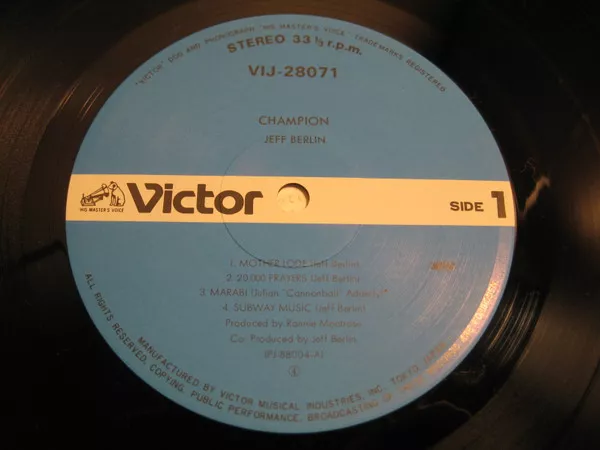 "VICTOR" DOG AND PHONOGRAPH "HIS MASTER'S VOICE" TRADEMARKS REGISTERED.
STEREO 33⅓ r.p.m.
VIJ-28071
CHAMPION
JEFF BERLIN
"HIS MASTER'S VOICE"
Victor
SIDE 1
1. MOTHER LODE (Jeff Berlin)
2. 20 000 PRAYERS (Jeff Berlin)
3. MARABI (Julian "Cannonball" Adderly)
4. SUBWAY MUSIC (Jeff Berlin)
Produced by Ronnie Montrose
Co-Produced by Jeff Berlin
(PJ-88004-A)
ALL RIGHTS RESERVED. COPYING, PUBLIC PERFORMANCE, BROADCASTING OF
MANUFACTURED BY VICTOR MUSICAL INDUSTRIES, INC. TOKYO JAPAN